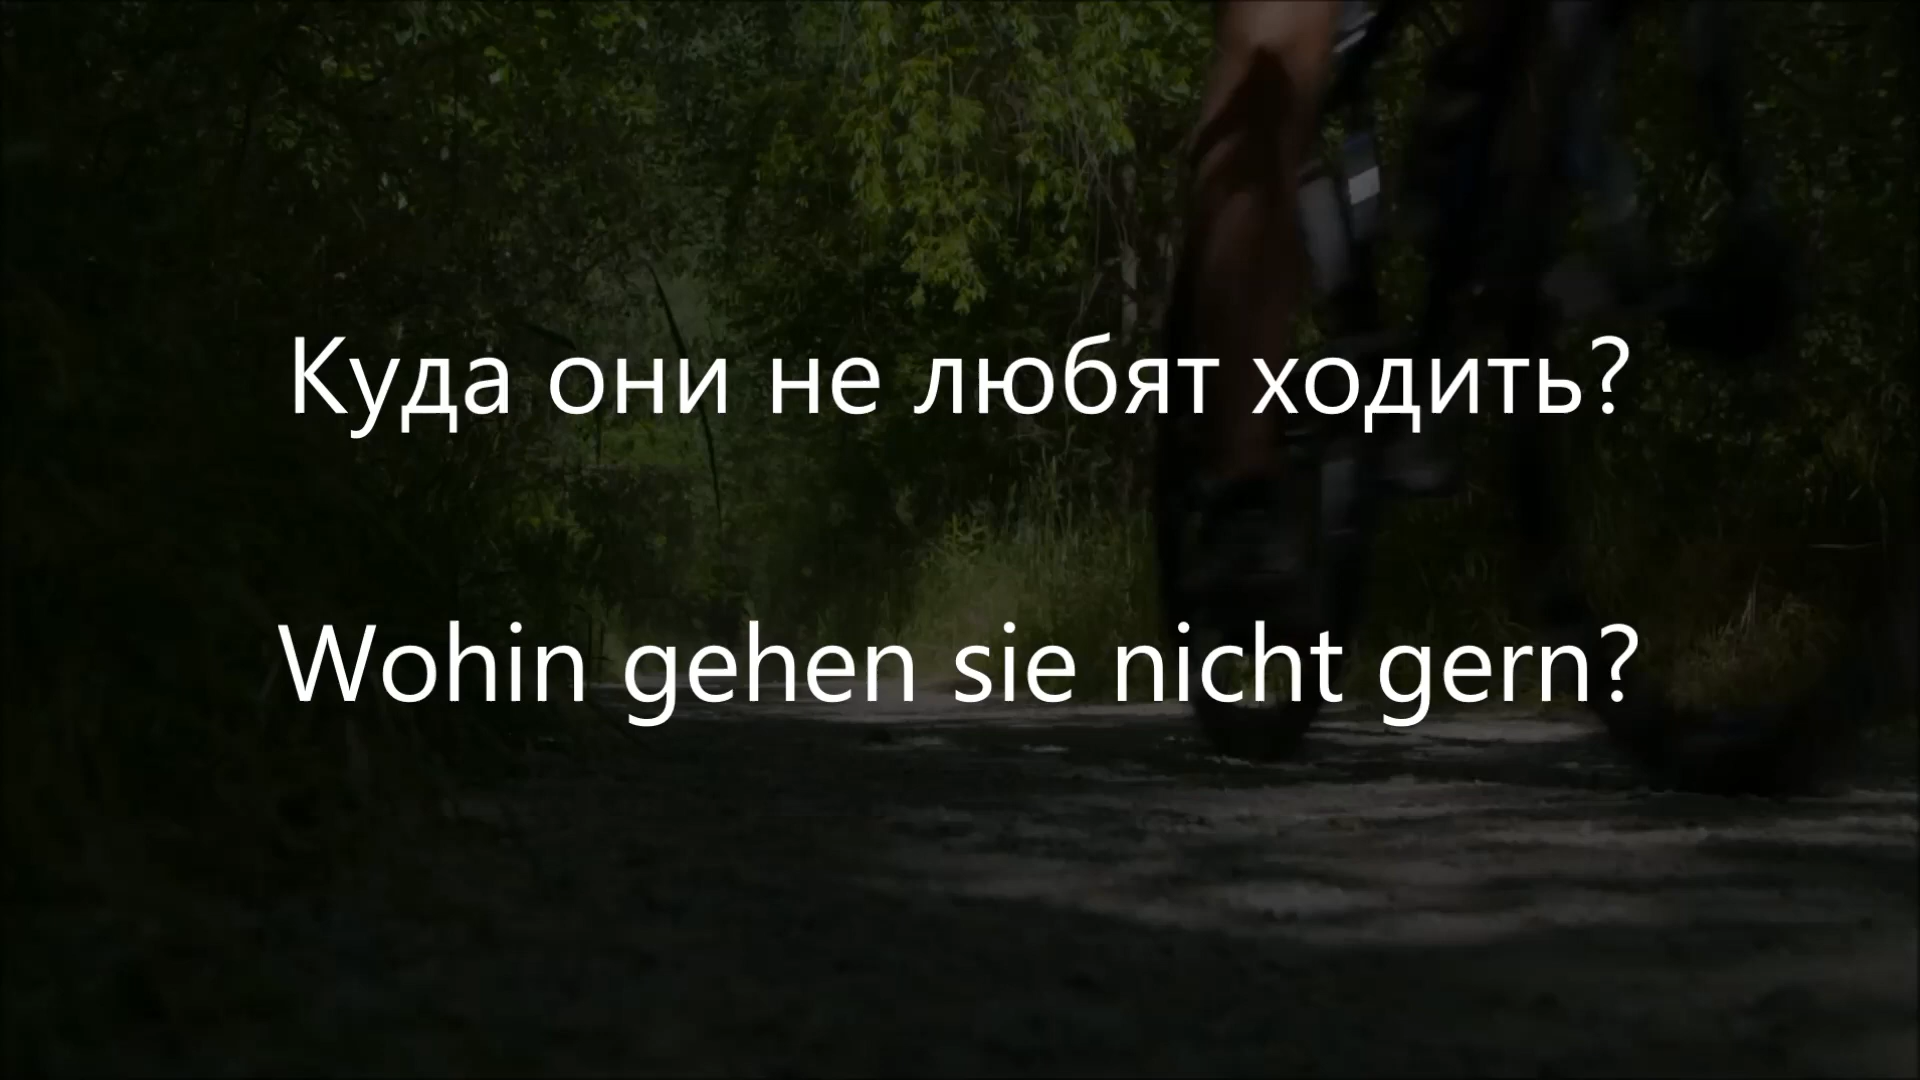 Куда они не любят ходить?
Wohin gehen sie nicht gern?